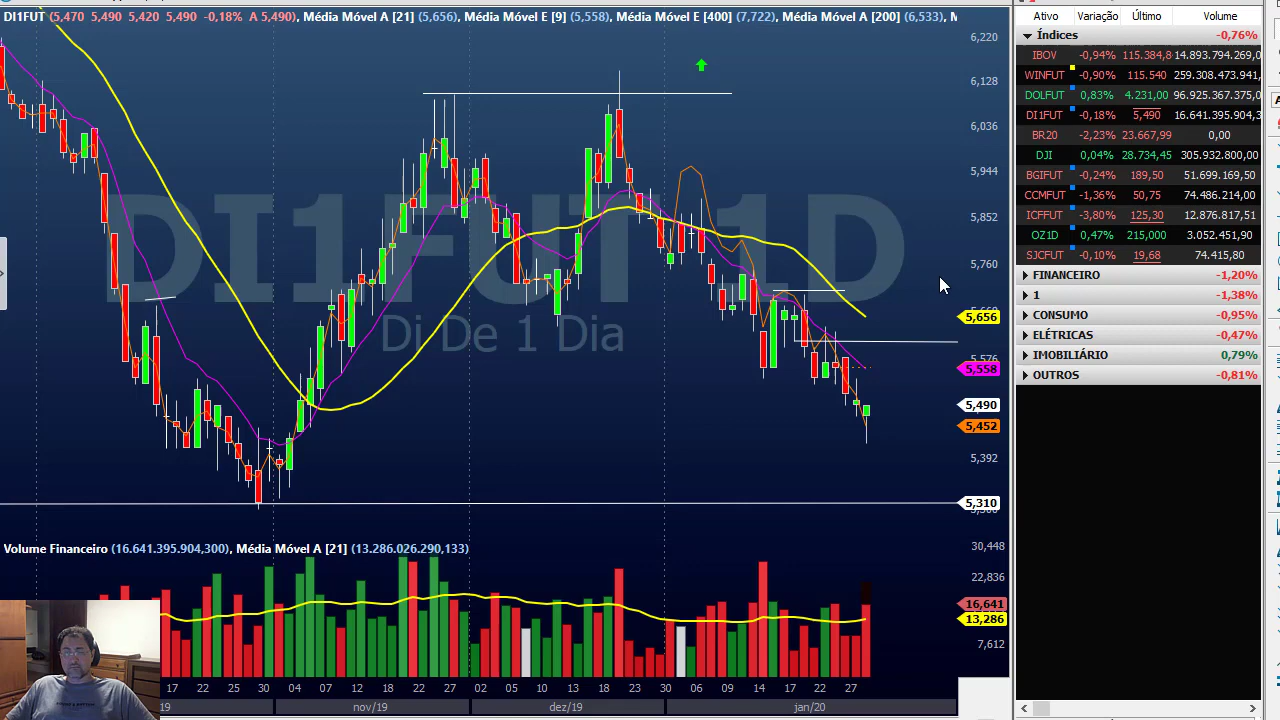 DI1FUT (5,470 5,490 5,420 5,490 -0,18% A 5,490), Média Móvel A [21] (5,656), Média Móvel E [9] (5,558), Média Móvel E [400] (7,722), Média Móvel A [200] (6,533), M
DI1FUT 1D
Di De 1 Dia
6,220
6,128
6,036
5,944
5,852
5,760
5,656
5,576
5,558
5,490
5,452
5,392
5,310
Volume Financeiro (16.641.395.904,300), Média Móvel A [21] (13.286.026.290,133)
30,448
22,836
16,641
13,286
7,612
17 22 25 30 04 07 12 18 21 27 02 05 10 13 18 23 30 06 09 14 17 22 27
19 nov/19 dez/19 jan/20
Ativo Variação Último Volume
Índices -0,76%
IBOV -0,94% 115.384,8 14.893.794.269,0
WINFUT -0,90% 115.540 259.308.473.941,
DOLFUT 0,83% 4.231,00 96.925.367.375,0
DI1FUT -0,18% 5,490 16.641.395.904,3
BR20 -2,23% 23.667,99 0,00
DJI 0,04% 28.734,45 305.932.800,00
BGIFUT -0,24% 189,50 51.699.169,50
CCMFUT -1,36% 50,75 74.486.214,00
ICFFUT -3,80% 125,30 12.876.817,51
OZ1D 0,47% 215,000 3.052.451,90
SJCFUT -0,10% 19,68 74.415,80
FINANCEIRO -1,20%
1 -1,38%
CONSUMO -0,95%
ELÉTRICAS -0,47%
IMOBILIÁRIO 0,79%
OUTROS -0,81%